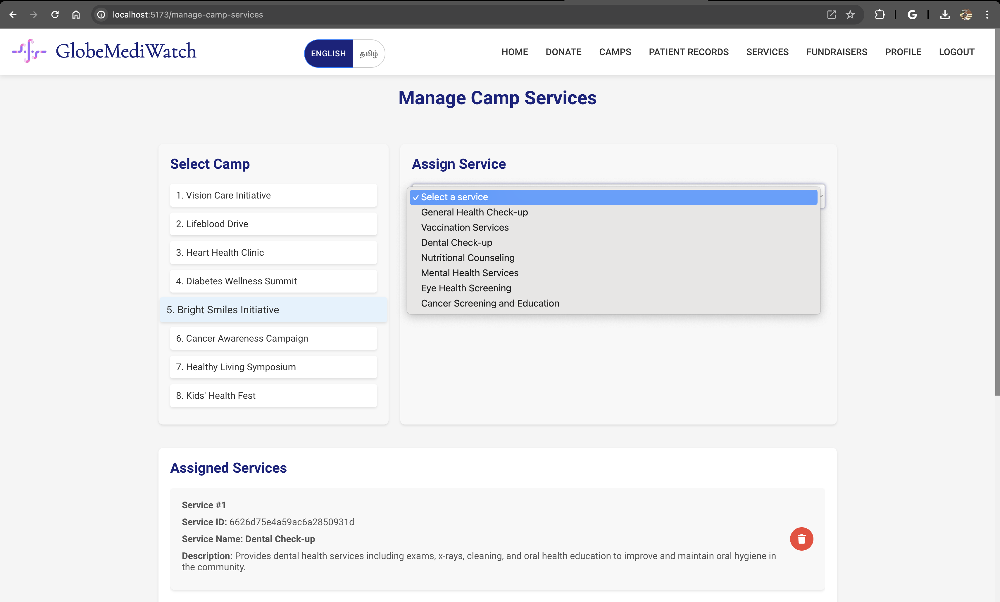 localhost:5173/manage-camp-services
GlobeMediWatch
ENGLISH
தமிழ்
HOME
DONATE
CAMPS
PATIENT RECORDS
SERVICES
FUNDRAISERS
PROFILE
LOGOUT
Manage Camp Services
Select Camp
1. Vision Care Initiative
2. Lifeblood Drive
3. Heart Health Clinic
4. Diabetes Wellness Summit
5. Bright Smiles Initiative
6. Cancer Awareness Campaign
7. Healthy Living Symposium
8. Kids' Health Fest
Assign Service
✓ Select a service
General Health Check-up
Vaccination Services
Dental Check-up
Nutritional Counseling
Mental Health Services
Eye Health Screening
Cancer Screening and Education
Assigned Services
Service #1
Service ID: 6626d75e4a59ac6a2850931d
Service Name: Dental Check-up
Description: Provides dental health services including exams, x-rays, cleaning, and oral health education to improve and maintain oral hygiene in
the community.